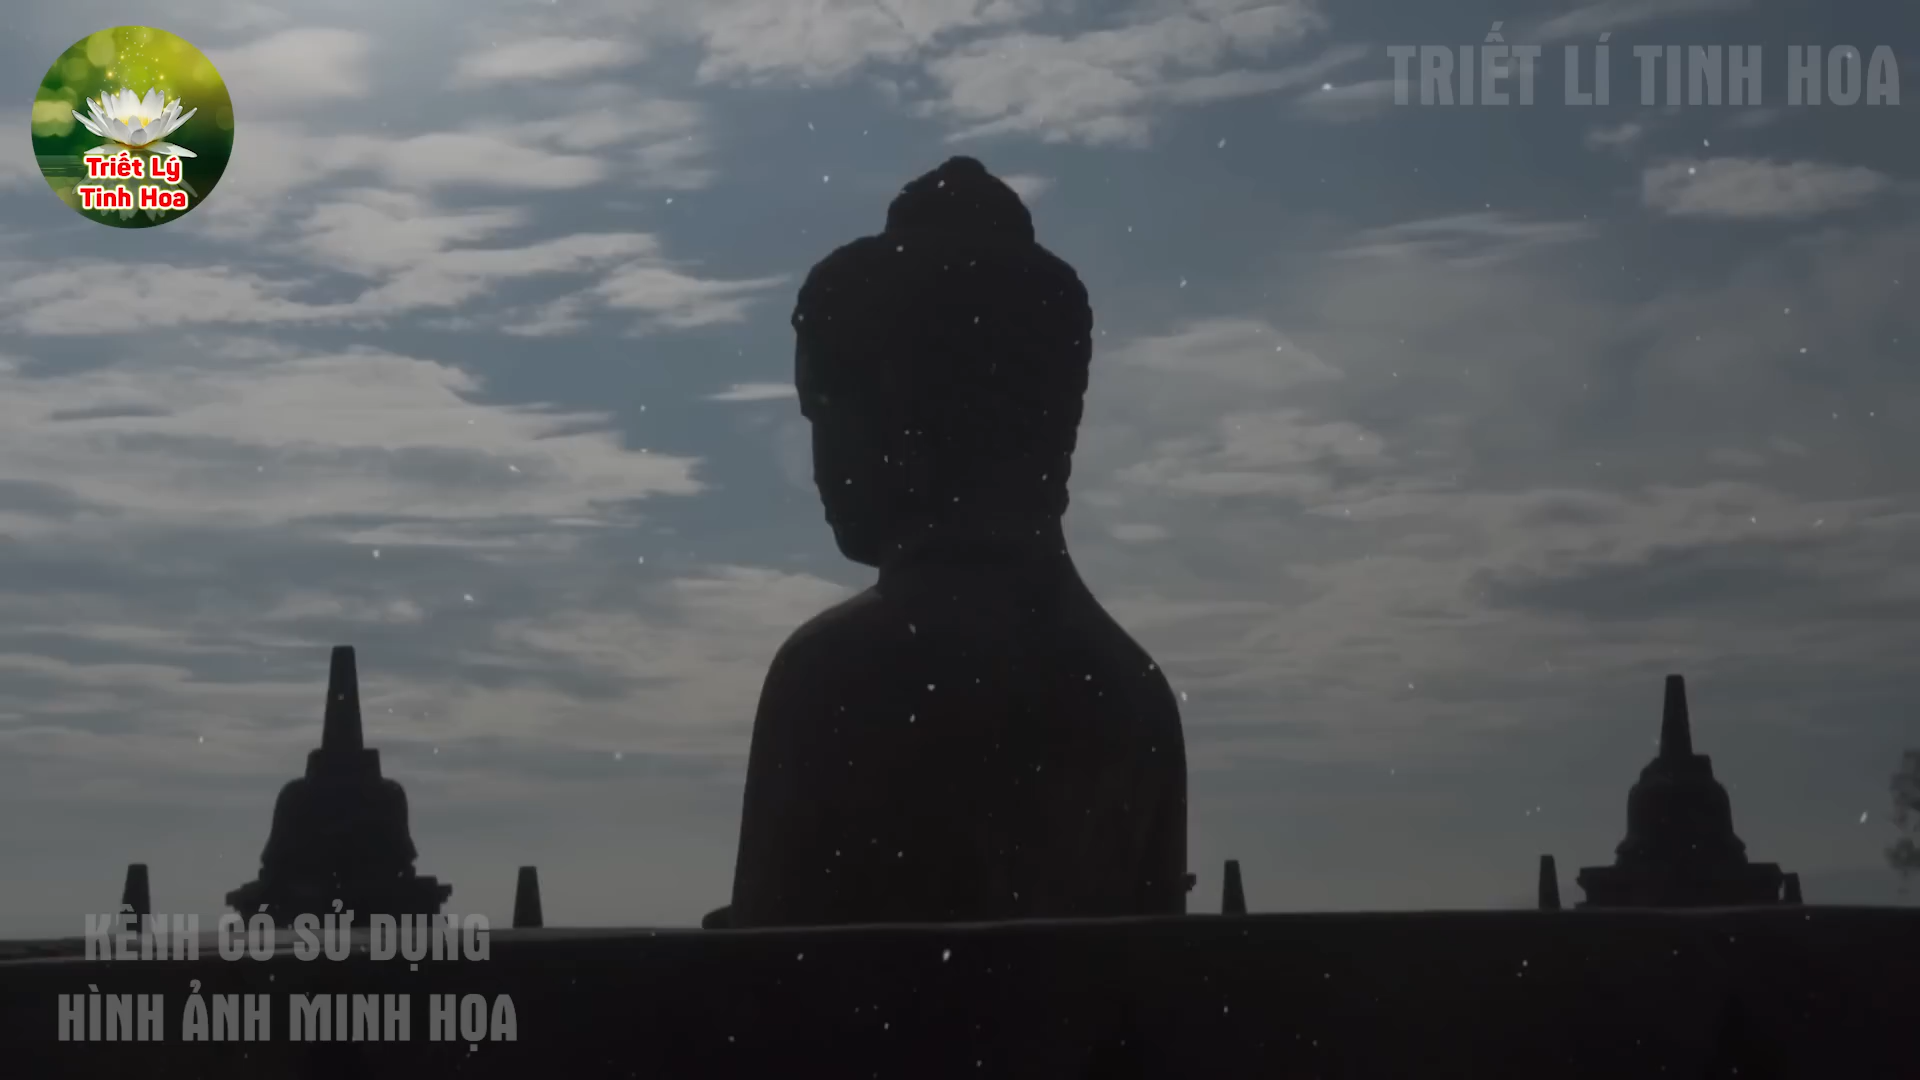 Triết Lý
Tinh Hoa
TRIẾT LÍ TINH HOA
KÊNH CÓ SỬ DỤNG
HÌNH ẢNH MINH HỌA